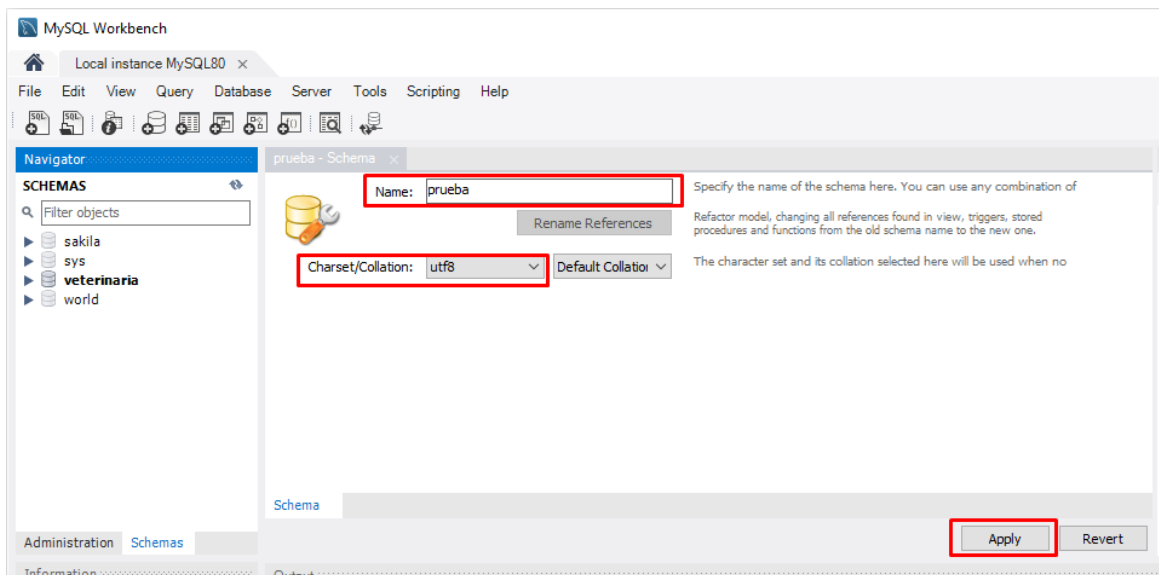 MySQL Workbench
Local instance MySQL80 ×
File Edit View Query Database Server Tools Scripting Help
Navigator
SCHEMAS
Filter objects
sakila
sys
veterinaria
world
Administration Schemas
Information
prueba - Schema ×
Name: prueba
Specify the name of the schema here. You can use any combination of
Rename References
Refactor model, changing all references found in view, triggers, stored
procedures and functions from the old schema name to the new one.
Charset/Collation: utf8 Default Collation
The character set and its collation selected here will be used when no
Schema
Apply Revert
Output